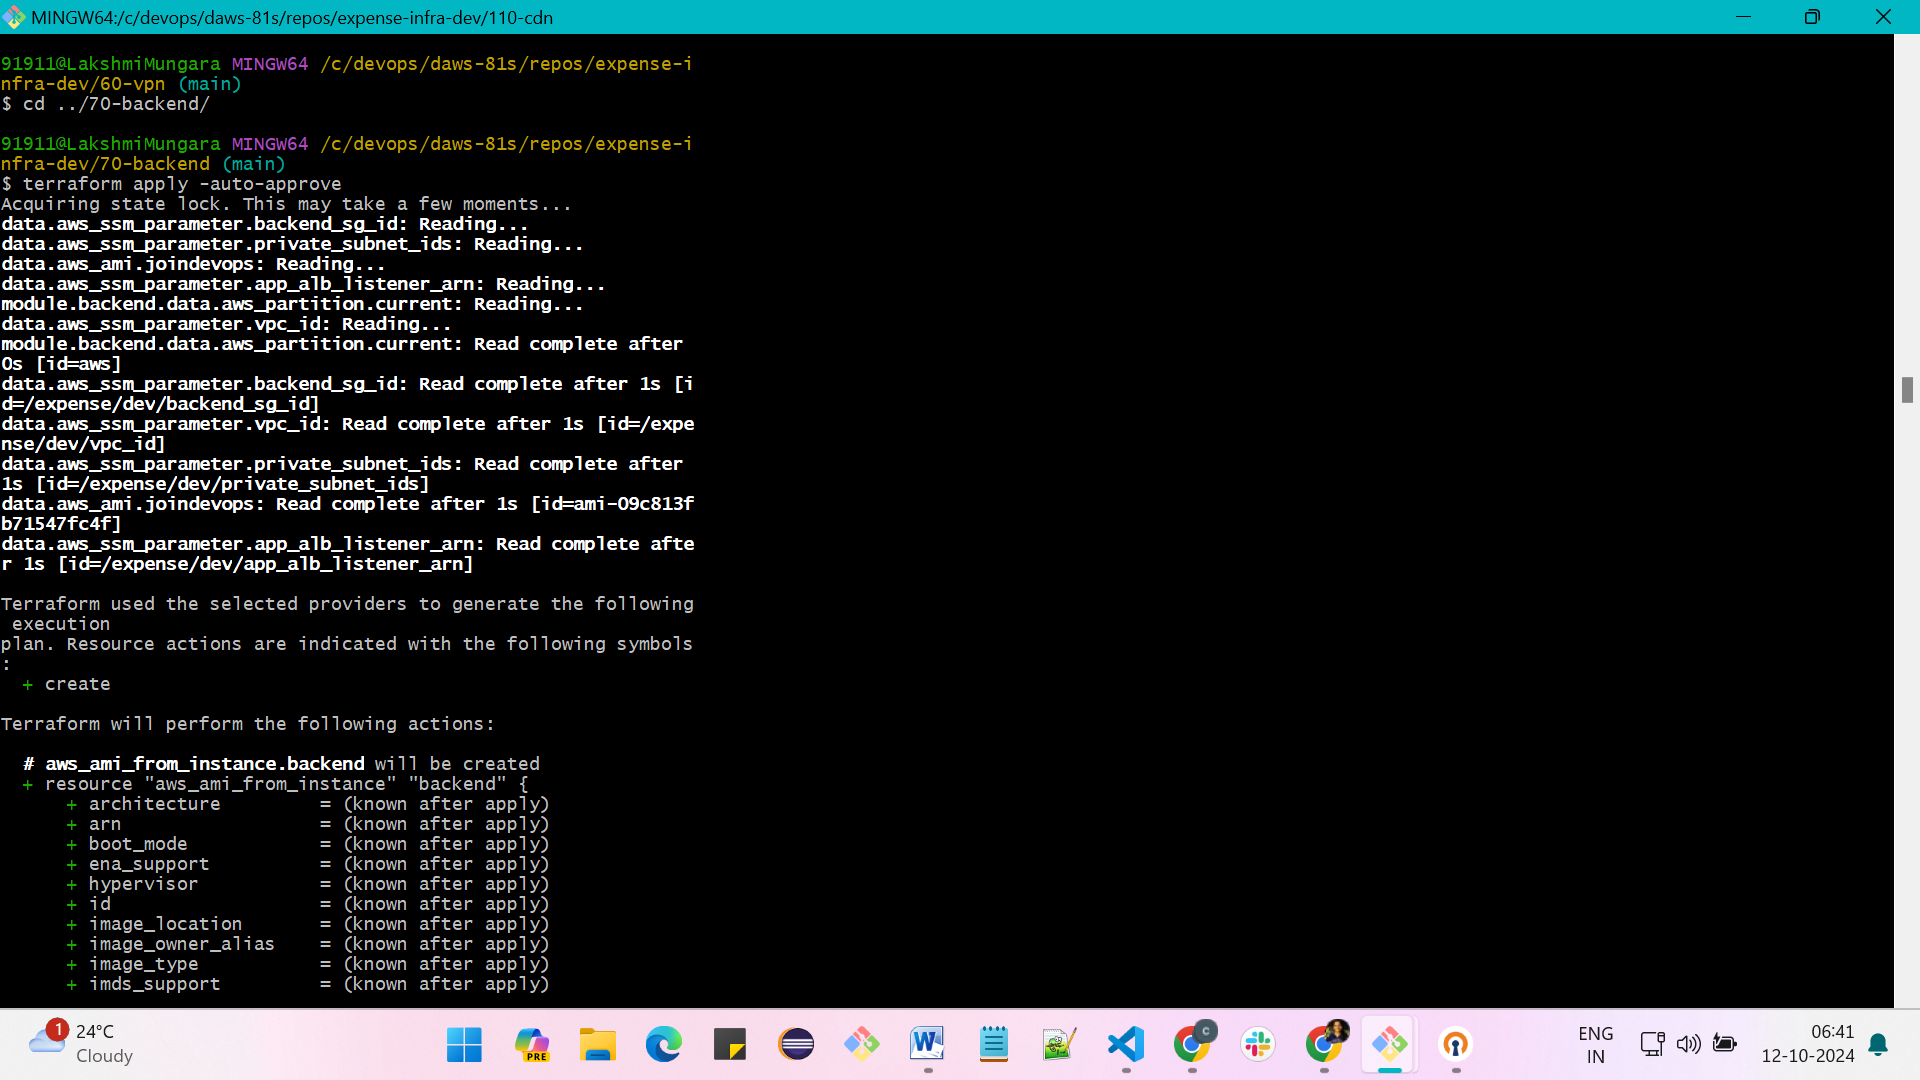 MINGW64:/c/devops/daws-81s/repos/expense-infra-dev/110-cdn
91911@LakshmiMungara MINGW64 /c/devops/daws-81s/repos/expense-i
nfra-dev/60-vpn (main)
$ cd ../70-backend/
91911@LakshmiMungara MINGW64 /c/devops/daws-81s/repos/expense-i
nfra-dev/70-backend (main)
$ terraform apply -auto-approve
Acquiring state lock. This may take a few moments...
data.aws_ssm_parameter.backend_sg_id: Reading...
data.aws_ssm_parameter.private_subnet_ids: Reading...
data.aws_ami.joindevops: Reading...
data.aws_ssm_parameter.app_alb_listener_arn: Reading...
module.backend.data.aws_partition.current: Reading...
data.aws_ssm_parameter.vpc_id: Reading...
module.backend.data.aws_partition.current: Read complete after
0s [id=aws]
data.aws_ssm_parameter.backend_sg_id: Read complete after 1s [i
d=/expense/dev/backend_sg_id]
data.aws_ssm_parameter.vpc_id: Read complete after 1s [id=/expe
nse/dev/vpc_id]
data.aws_ssm_parameter.private_subnet_ids: Read complete after
1s [id=/expense/dev/private_subnet_ids]
data.aws_ami.joindevops: Read complete after 1s [id=ami-09c813f
b71547fc4f]
data.aws_ssm_parameter.app_alb_listener_arn: Read complete afte
r 1s [id=/expense/dev/app_alb_listener_arn]
Terraform used the selected providers to generate the following
execution
plan. Resource actions are indicated with the following symbols
:
+ create
Terraform will perform the following actions:
# aws_ami_from_instance.backend will be created
+ resource "aws_ami_from_instance" "backend" {
+ architecture = (known after apply)
+ arn = (known after apply)
+ boot_mode = (known after apply)
+ ena_support = (known after apply)
+ hypervisor = (known after apply)
+ id = (known after apply)
+ image_location = (known after apply)
+ image_owner_alias = (known after apply)
+ image_type = (known after apply)
+ imds_support = (known after apply)
1
24°C
Cloudy
PRE
W
C
ENG
IN
06:41
12-10-2024